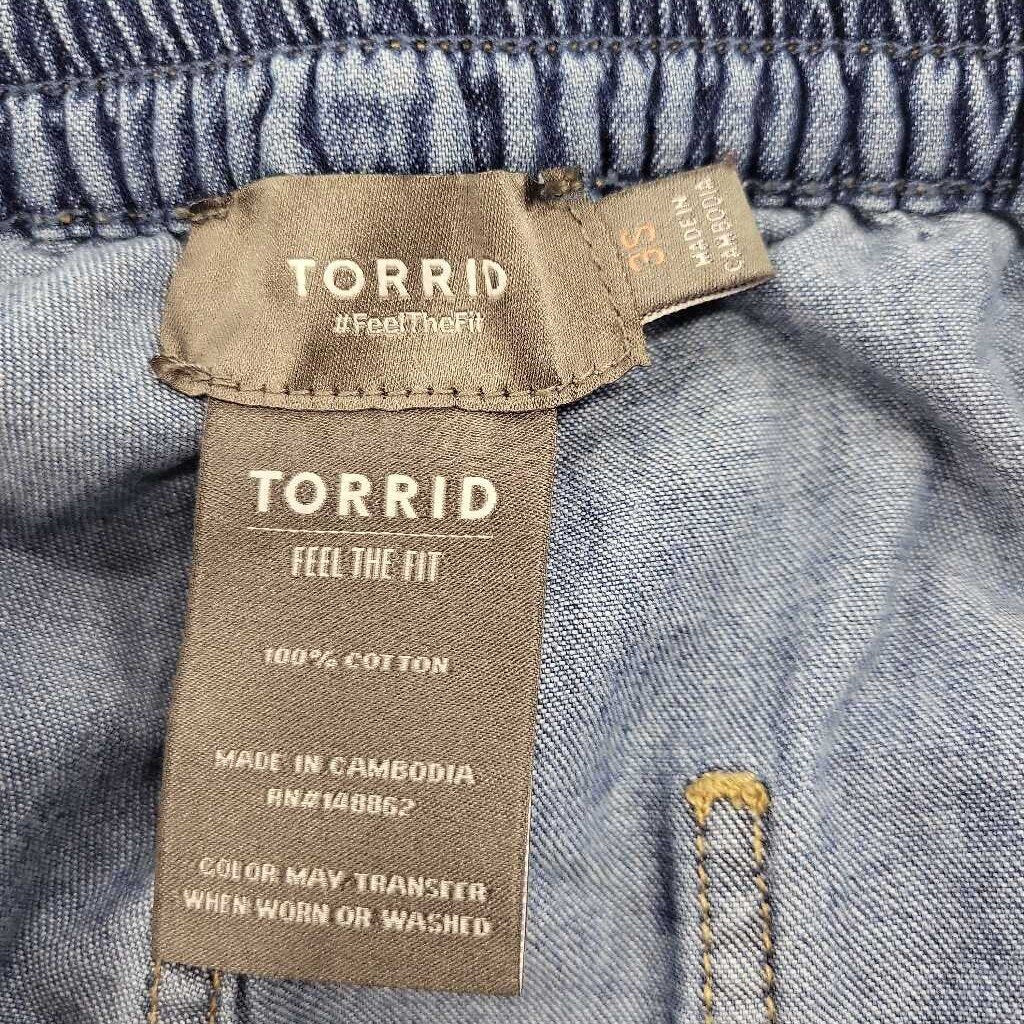 TORRID
#FeelTheFit
3S
MADE IN
CAMBODIA
TORRID
FEEL THE FIT
100% COTTON
MADE IN CAMBODIA
RN#148862
COLOR MAY TRANSFER
WHEN WORN OR WASHED